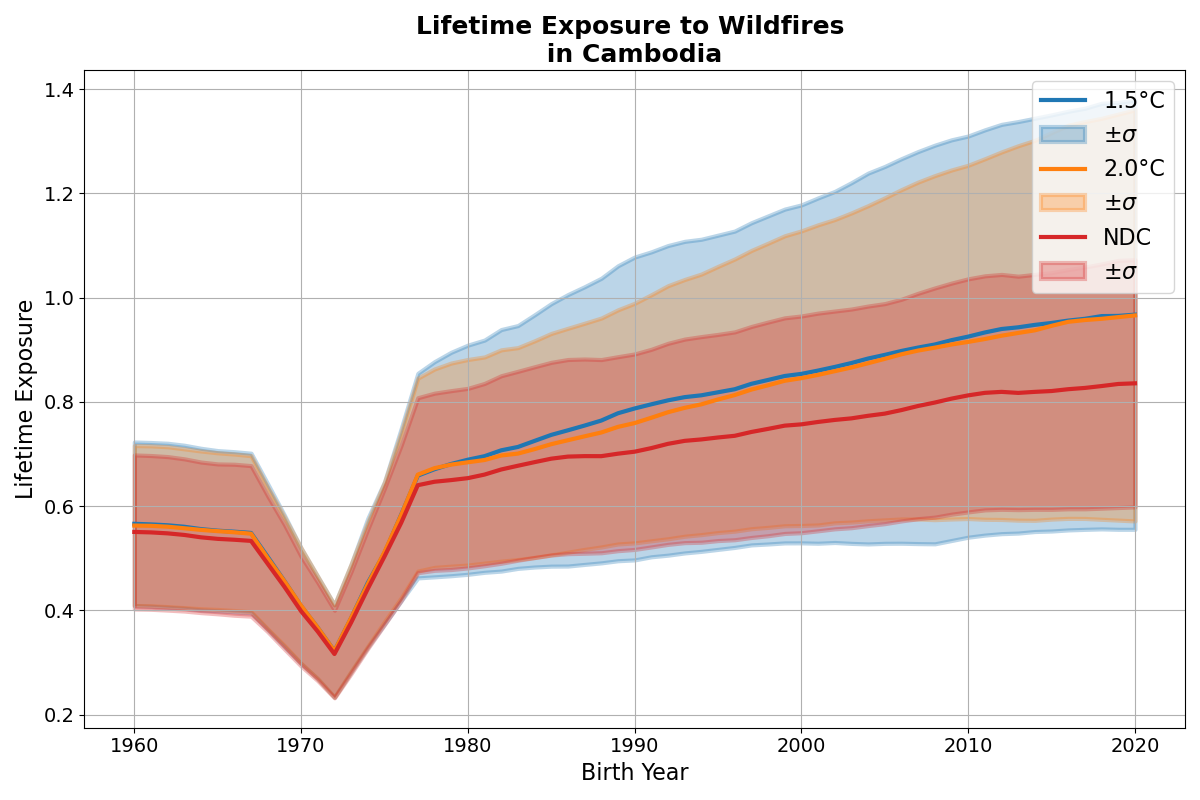 Lifetime Exposure to Wildfires
in Cambodia
Lifetime Exposure
1.4
1.2
1.0
0.8
0.6
0.4
0.2
1.5°C
±σ
2.0°C
±σ
NDC
±σ
1960
1970
1980
1990
2000
2010
2020
Birth Year